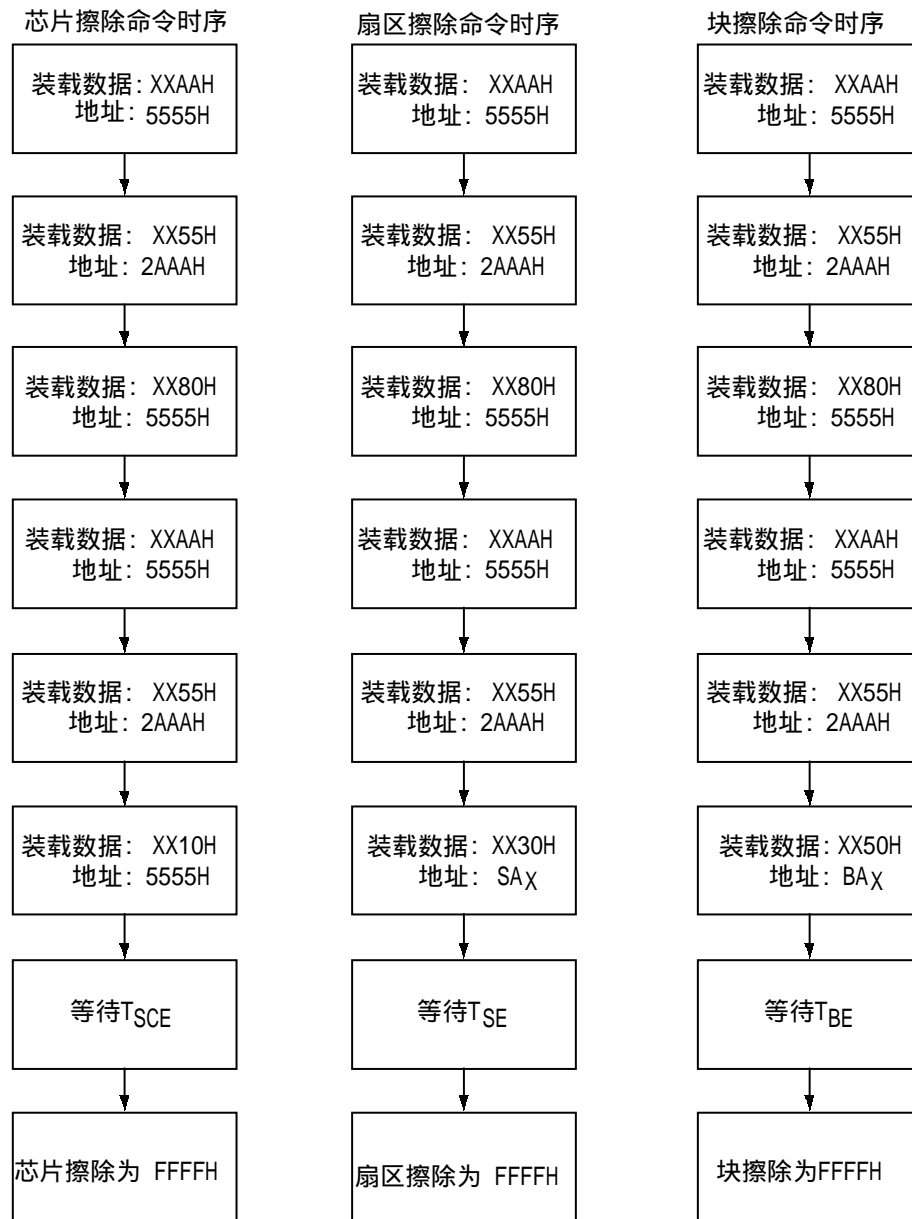 芯片擦除命令时序
装载数据: XXAAH
地址: 5555H
装载数据: XX55H
地址: 2AAAH
装载数据: XX80H
地址: 5555H
装载数据: XXAAH
地址: 5555H
装载数据: XX55H
地址: 2AAAH
装载数据: XX10H
地址: 5555H
等待TSCE
芯片擦除为 FFFFH
扇区擦除命令时序
装载数据: XXAAH
地址: 5555H
装载数据: XX55H
地址: 2AAAH
装载数据: XX80H
地址: 5555H
装载数据: XXAAH
地址: 5555H
装载数据: XX55H
地址: 2AAAH
装载数据: XX30H
地址: SAX
等待TSE
扇区擦除为 FFFFH
块擦除命令时序
装载数据: XXAAH
地址: 5555H
装载数据: XX55H
地址: 2AAAH
装载数据: XX80H
地址: 5555H
装载数据: XXAAH
地址: 5555H
装载数据: XX55H
地址: 2AAAH
装载数据: XX50H
地址: BAX
等待TBE
块擦除为FFFFH